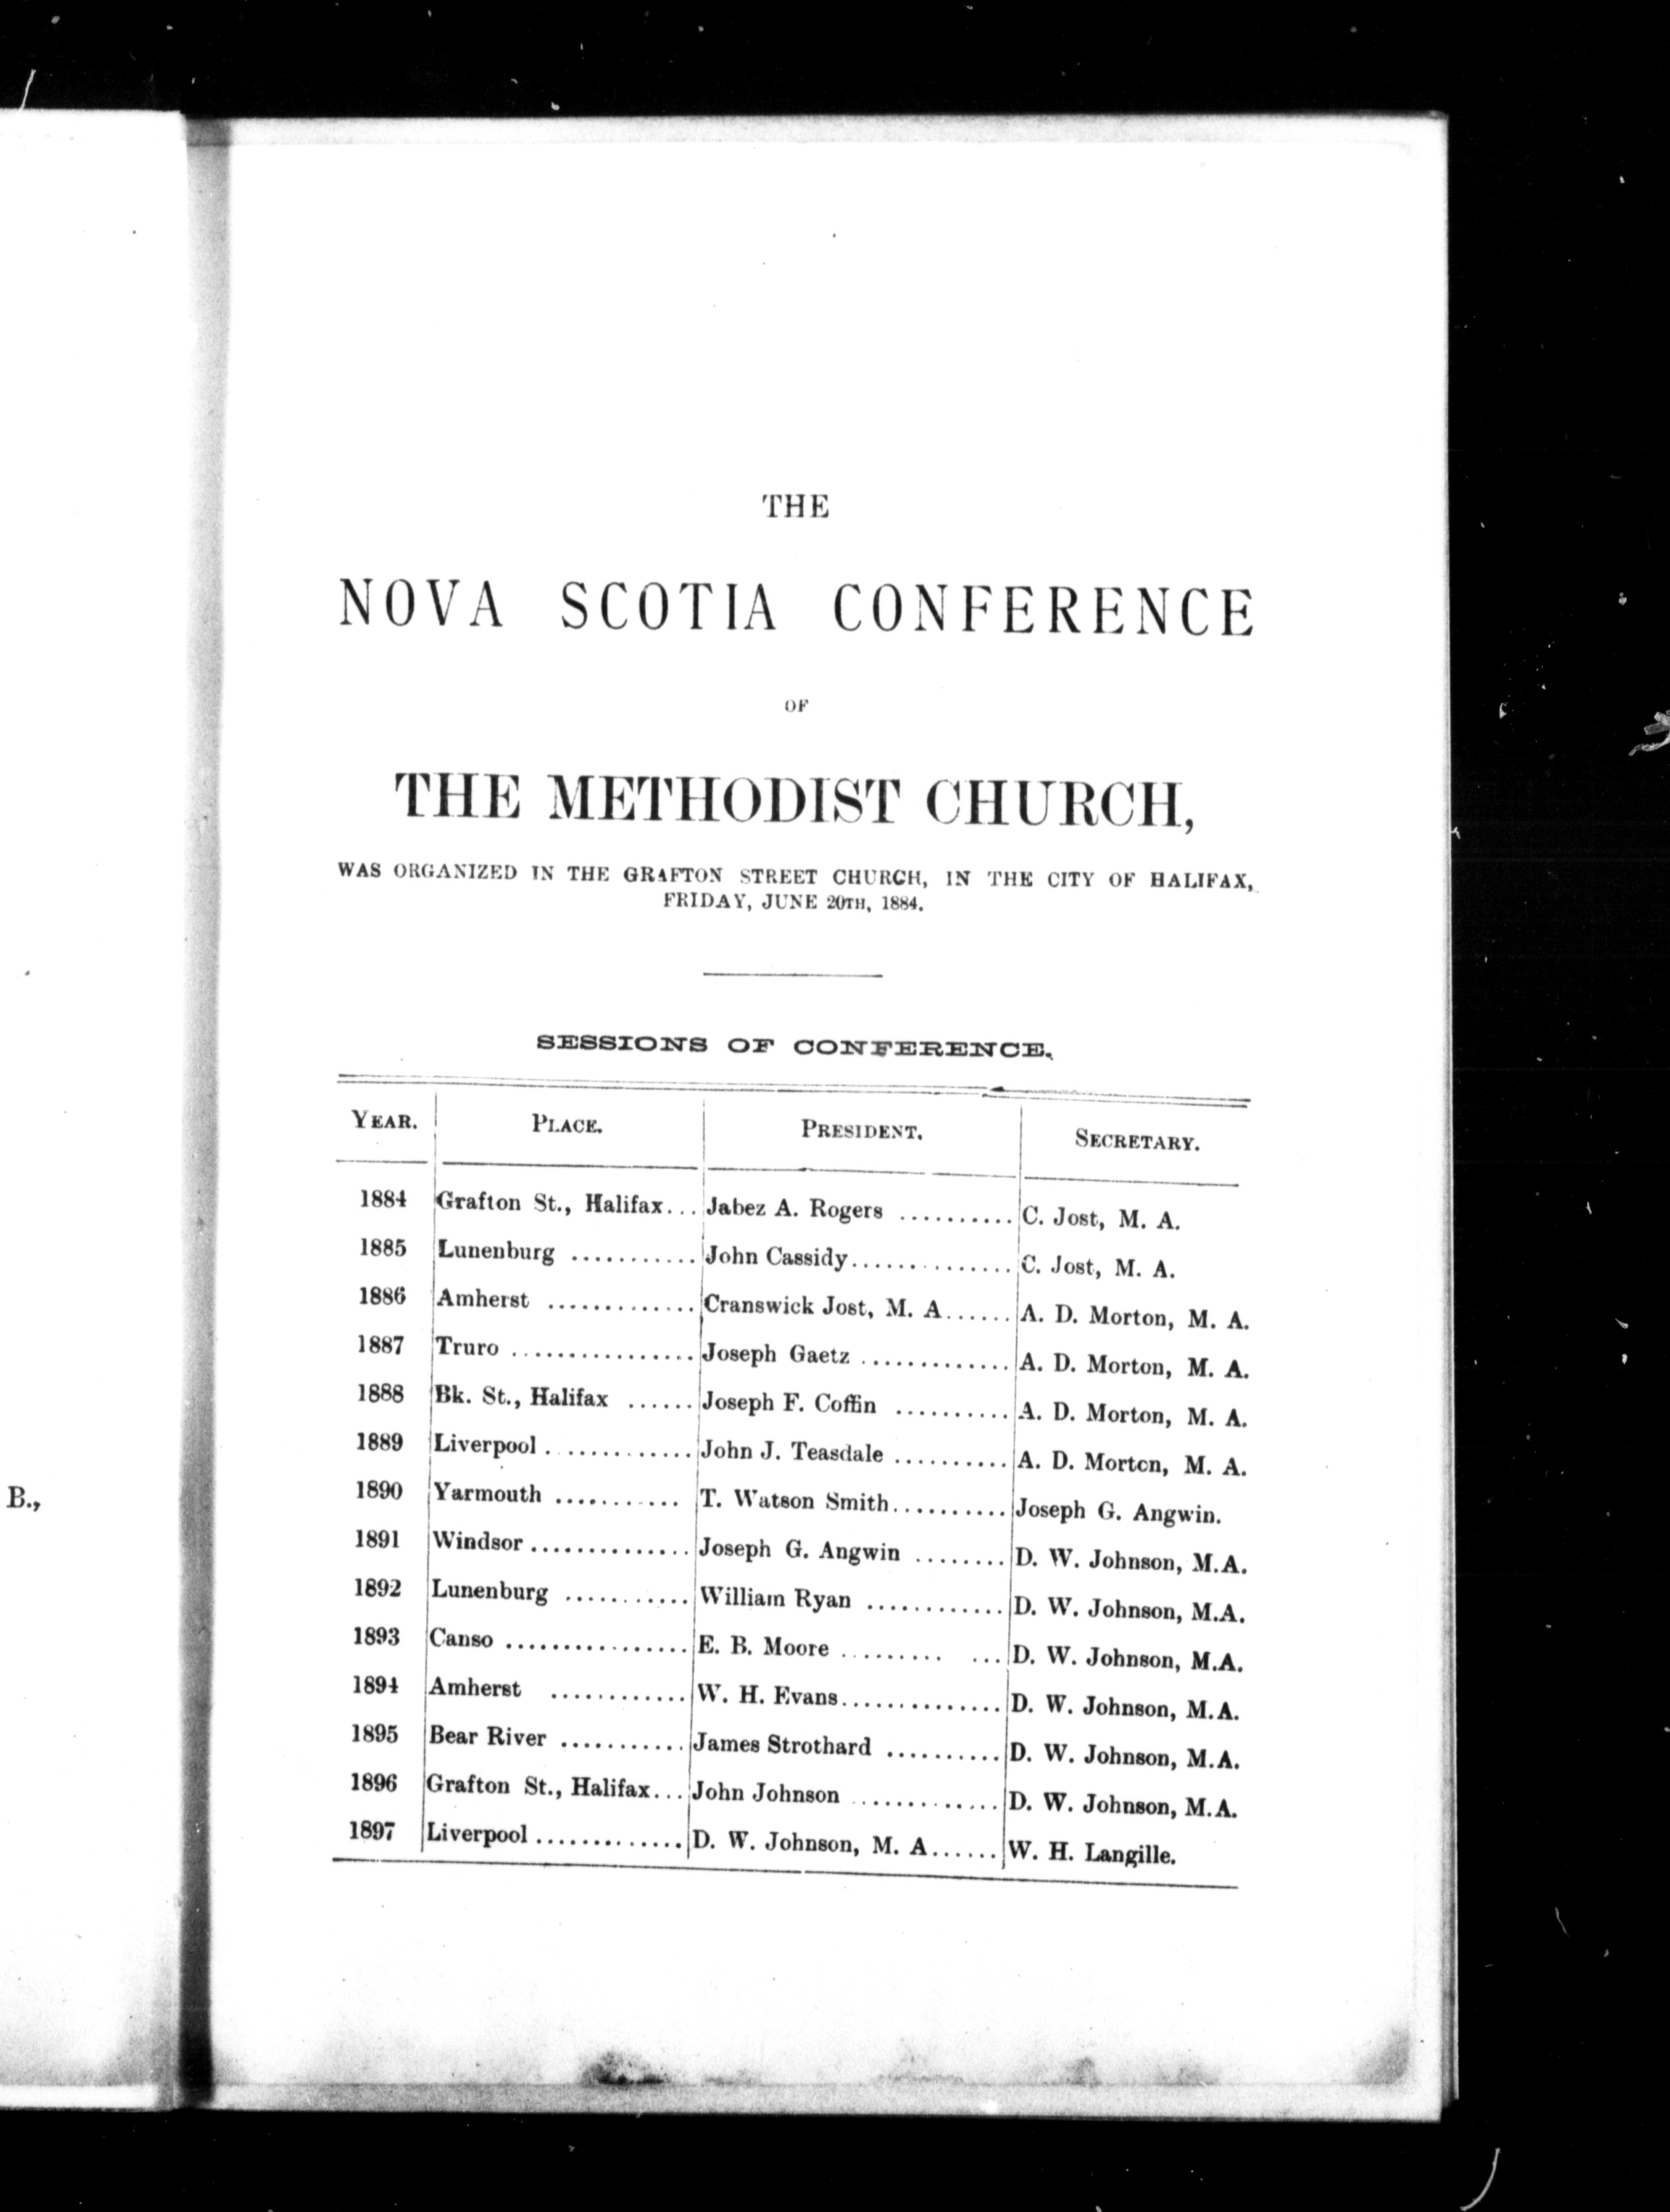 THE
NOVA SCOTIA CONFERENCE
OF
THE METHODIST CHURCH,
WAS ORGANIZED IN THE GRAFTON STREET CHURCH, IN THE CITY OF HALIFAX,
FRIDAY, JUNE 20TH, 1884.
SESSIONS OF CONFERENCE.
YEAR. PLACE. PRESIDENT. SECRETARY.
1884 Grafton St., Halifax... Jabez A. Rogers .......... C. Jost, M. A.
1885 Lunenburg ........... John Cassidy.............. C. Jost, M. A.
1886 Amherst ............. Cranswick Jost, M. A...... A. D. Morton, M. A.
1887 Truro ................ Joseph Gaetz ............. A. D. Morton, M. A.
1888 Bk. St., Halifax ...... Joseph F. Coffin .......... A. D. Morton, M. A.
1889 Liverpool............. John J. Teasdale .......... A. D. Morton, M. A.
1890 Yarmouth ........... T. Watson Smith.......... Joseph G. Angwin.
1891 Windsor.............. Joseph G. Angwin ........ D. W. Johnson, M.A.
1892 Lunenburg ........... William Ryan ............ D. W. Johnson, M.A.
1893 Canso ................ E. B. Moore ......... ... D. W. Johnson, M.A.
1894 Amherst ............ W. H. Evans.............. D. W. Johnson, M.A.
1895 Bear River ........... James Strothard .......... D. W. Johnson, M.A.
1896 Grafton St., Halifax... John Johnson ............. D. W. Johnson, M.A.
1897 Liverpool............. D. W. Johnson, M. A...... W. H. Langille.
B.,